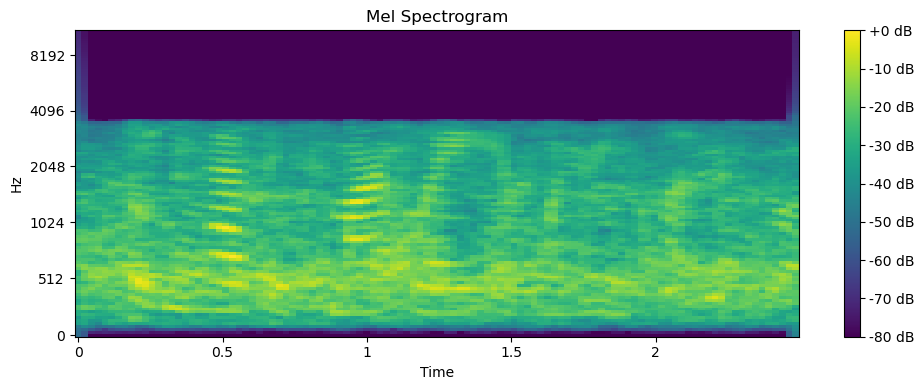 Mel Spectrogram
8192
4096
2048
1024
512
0
Hz
0
0.5
1
1.5
2
Time
+0 dB
-10 dB
-20 dB
-30 dB
-40 dB
-50 dB
-60 dB
-70 dB
-80 dB